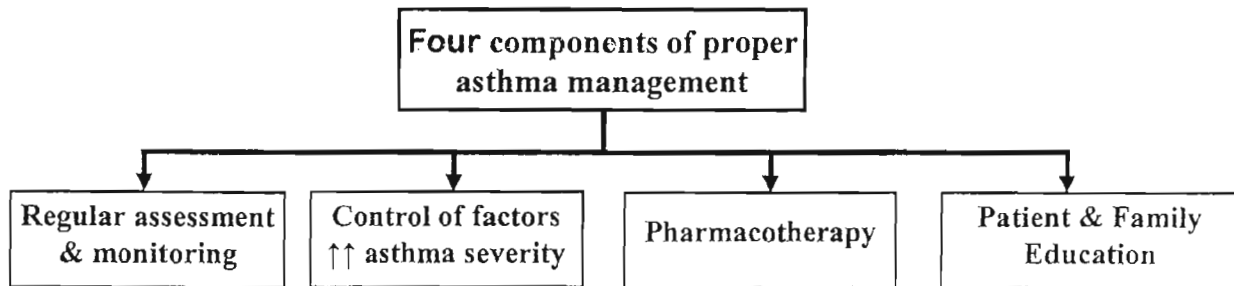 Four components of proper
asthma management
Regular assessment
& monitoring
Control of factors
↑↑ asthma severity
Pharmacotherapy
Patient & Family
Education